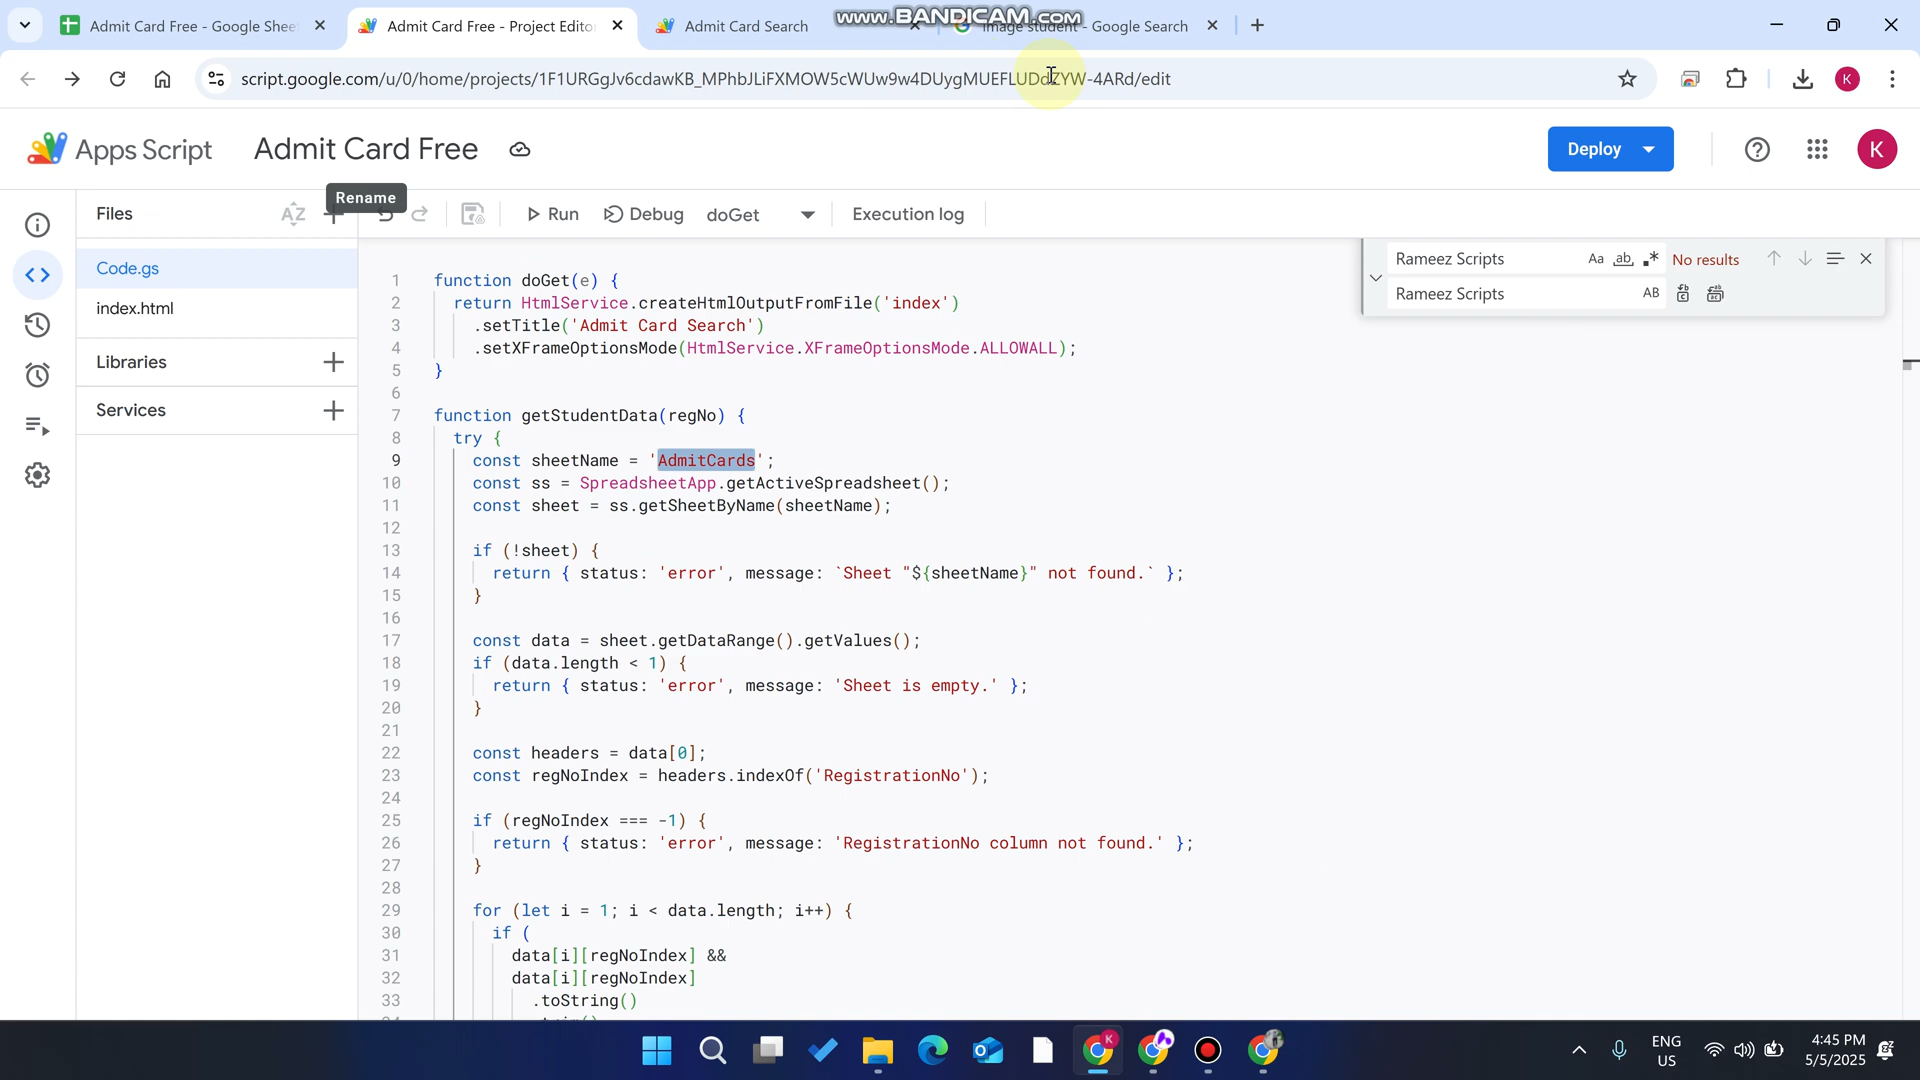 Admit Card Free - Google Shee
Admit Card Free - Project Editor
Admit Card Search
www.BANDICAM.com
image student - Google Search
script.google.com/u/0/home/projects/1F1URGgJv6cdawKB_MPhbJLiFXMOW5cWUw9w4DUygMUEFLUDdZYW-4ARd/edit
K
Apps Script
Admit Card Free
Deploy
K
Rename
Files
Run
Debug
doGet
Execution log
Code.gs
index.html
Libraries
Services
Rameez Scripts
Aa
ab
No results
Rameez Scripts
AB
1 function doGet(e) {
2 return HtmlService.createHtmlOutputFromFile('index')
3 .setTitle('Admit Card Search')
4 .setXFrameOptionsMode(HtmlService.XFrameOptionsMode.ALLOWALL);
5 }
6
7 function getStudentData(regNo) {
8 try {
9 const sheetName = 'AdmitCards';
10 const ss = SpreadsheetApp.getActiveSpreadsheet();
11 const sheet = ss.getSheetByName(sheetName);
12
13 if (!sheet) {
14 return { status: 'error', message: `Sheet "${sheetName}" not found.` };
15 }
16
17 const data = sheet.getDataRange().getValues();
18 if (data.length < 1) {
19 return { status: 'error', message: 'Sheet is empty.' };
20 }
21
22 const headers = data[0];
23 const regNoIndex = headers.indexOf('RegistrationNo');
24
25 if (regNoIndex === -1) {
26 return { status: 'error', message: 'RegistrationNo column not found.' };
27 }
28
29 for (let i = 1; i < data.length; i++) {
30 if (
31 data[i][regNoIndex] &&
32 data[i][regNoIndex]
33 .toString()
ENG
US
4:45 PM
5/5/2025